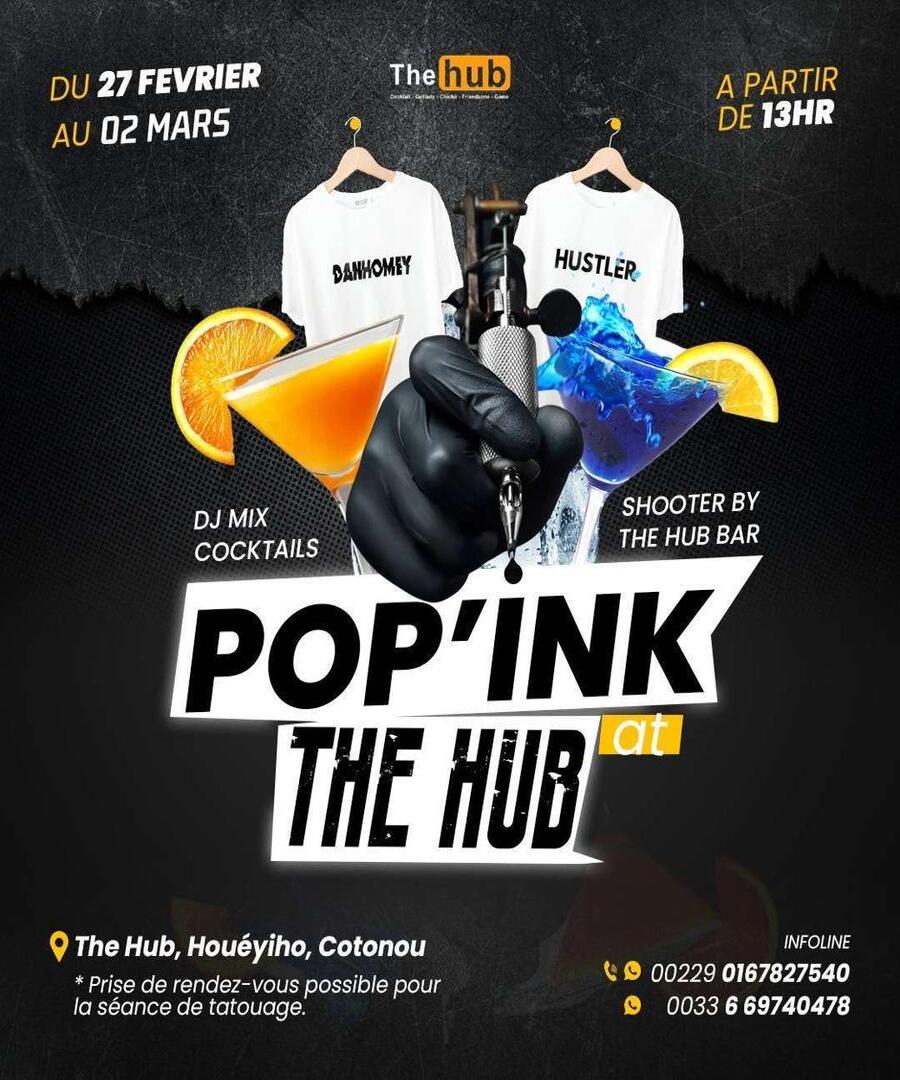 DU 27 FEVRIER
AU 02 MARS
The hub
A PARTIR
DE 13HR
DANHOMEY
HUSTLER
DJ MIX
COCKTAILS
SHOOTER BY
THE HUB BAR
POP'INK
at
THE HUB
The Hub, Houéyiho, Cotonou
* Prise de rendez-vous possible pour
la séance de tatouage.
INFOLINE
00229 0167827540
0033 6 69740478